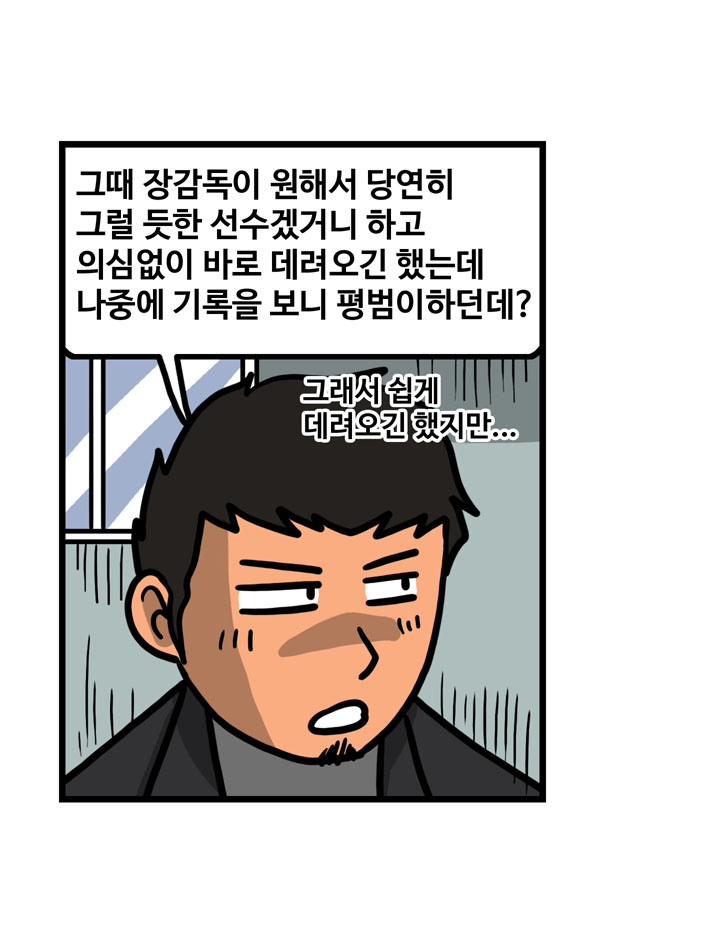 그때 장감독이 원해서 당연히
그럴 듯한 선수겠거니 하고
의심없이 바로 데려오긴 했는데
나중에 기록을 보니 평범이하던데?
그래서 쉽게
데려오긴 했지만...